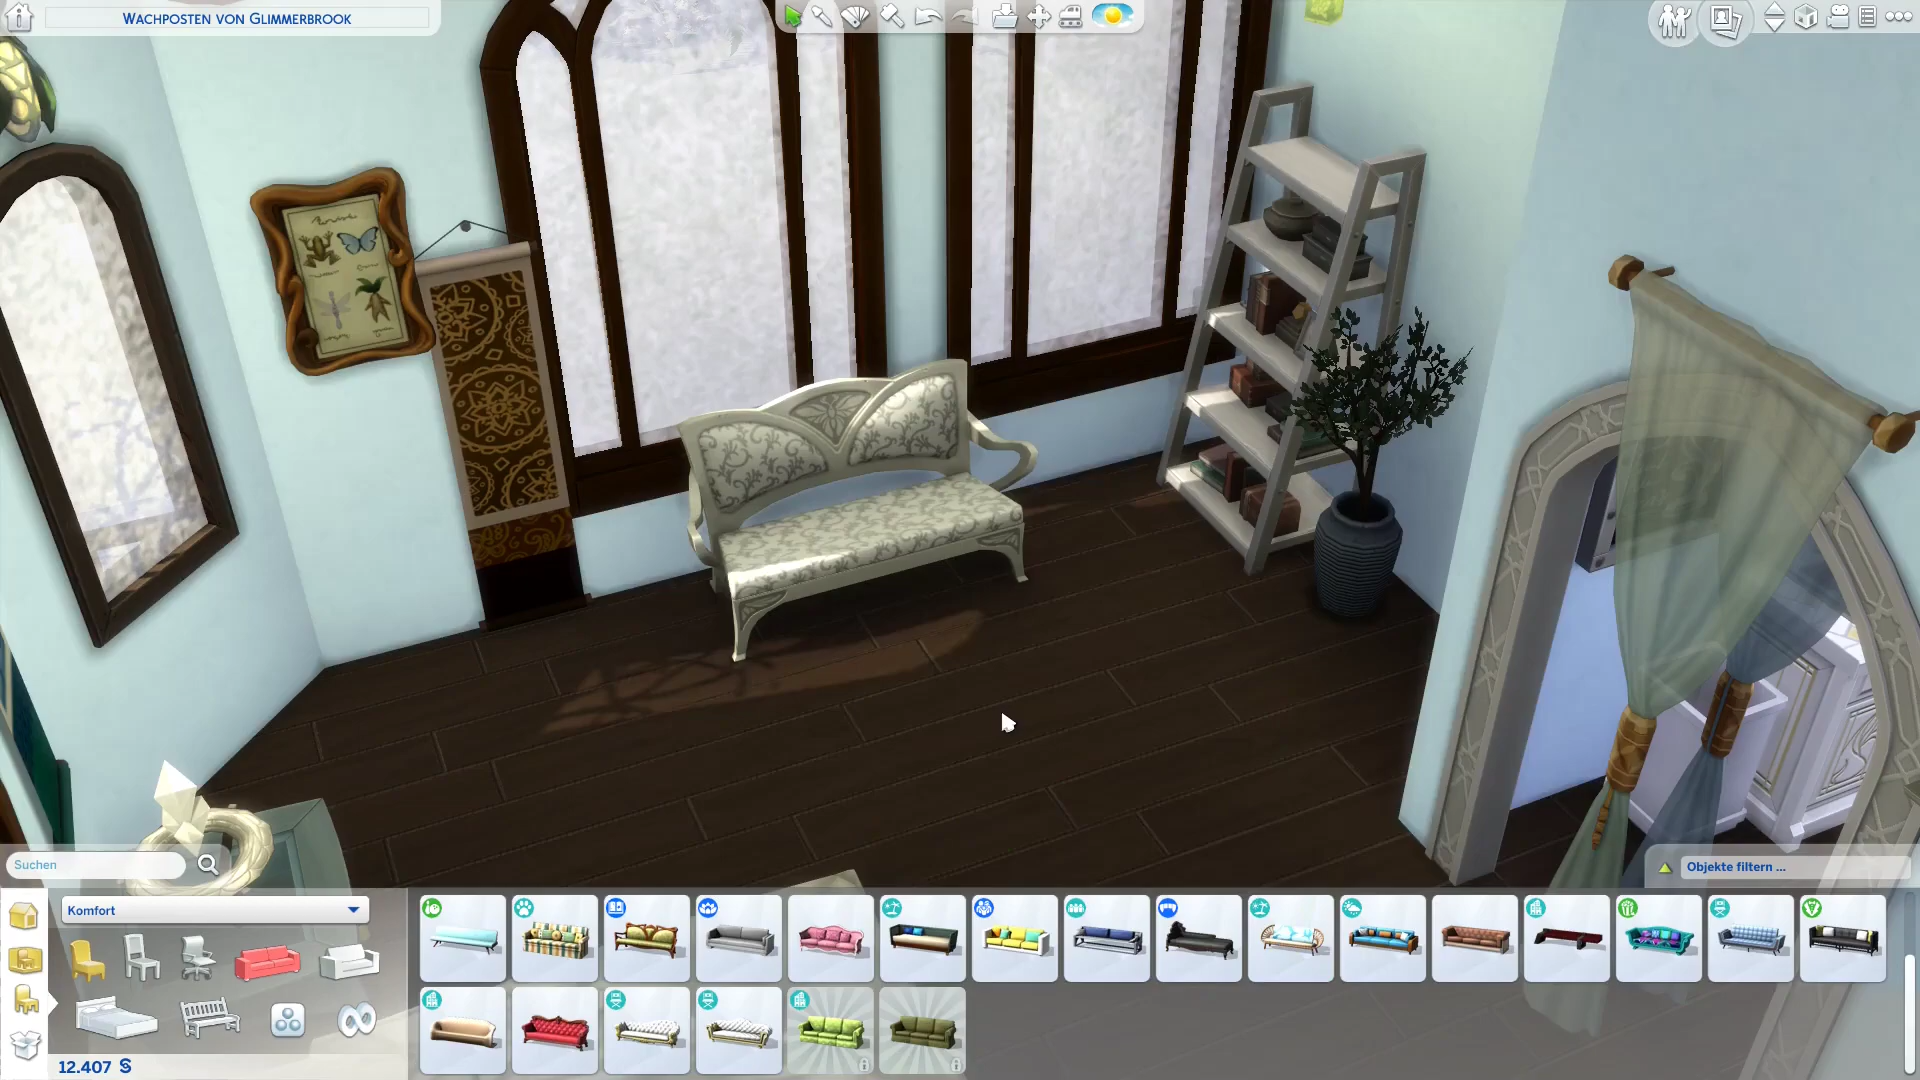 Wachposten von Glimmerbrook
Suchen
Objekte filtern ...
Komfort
12.407 §